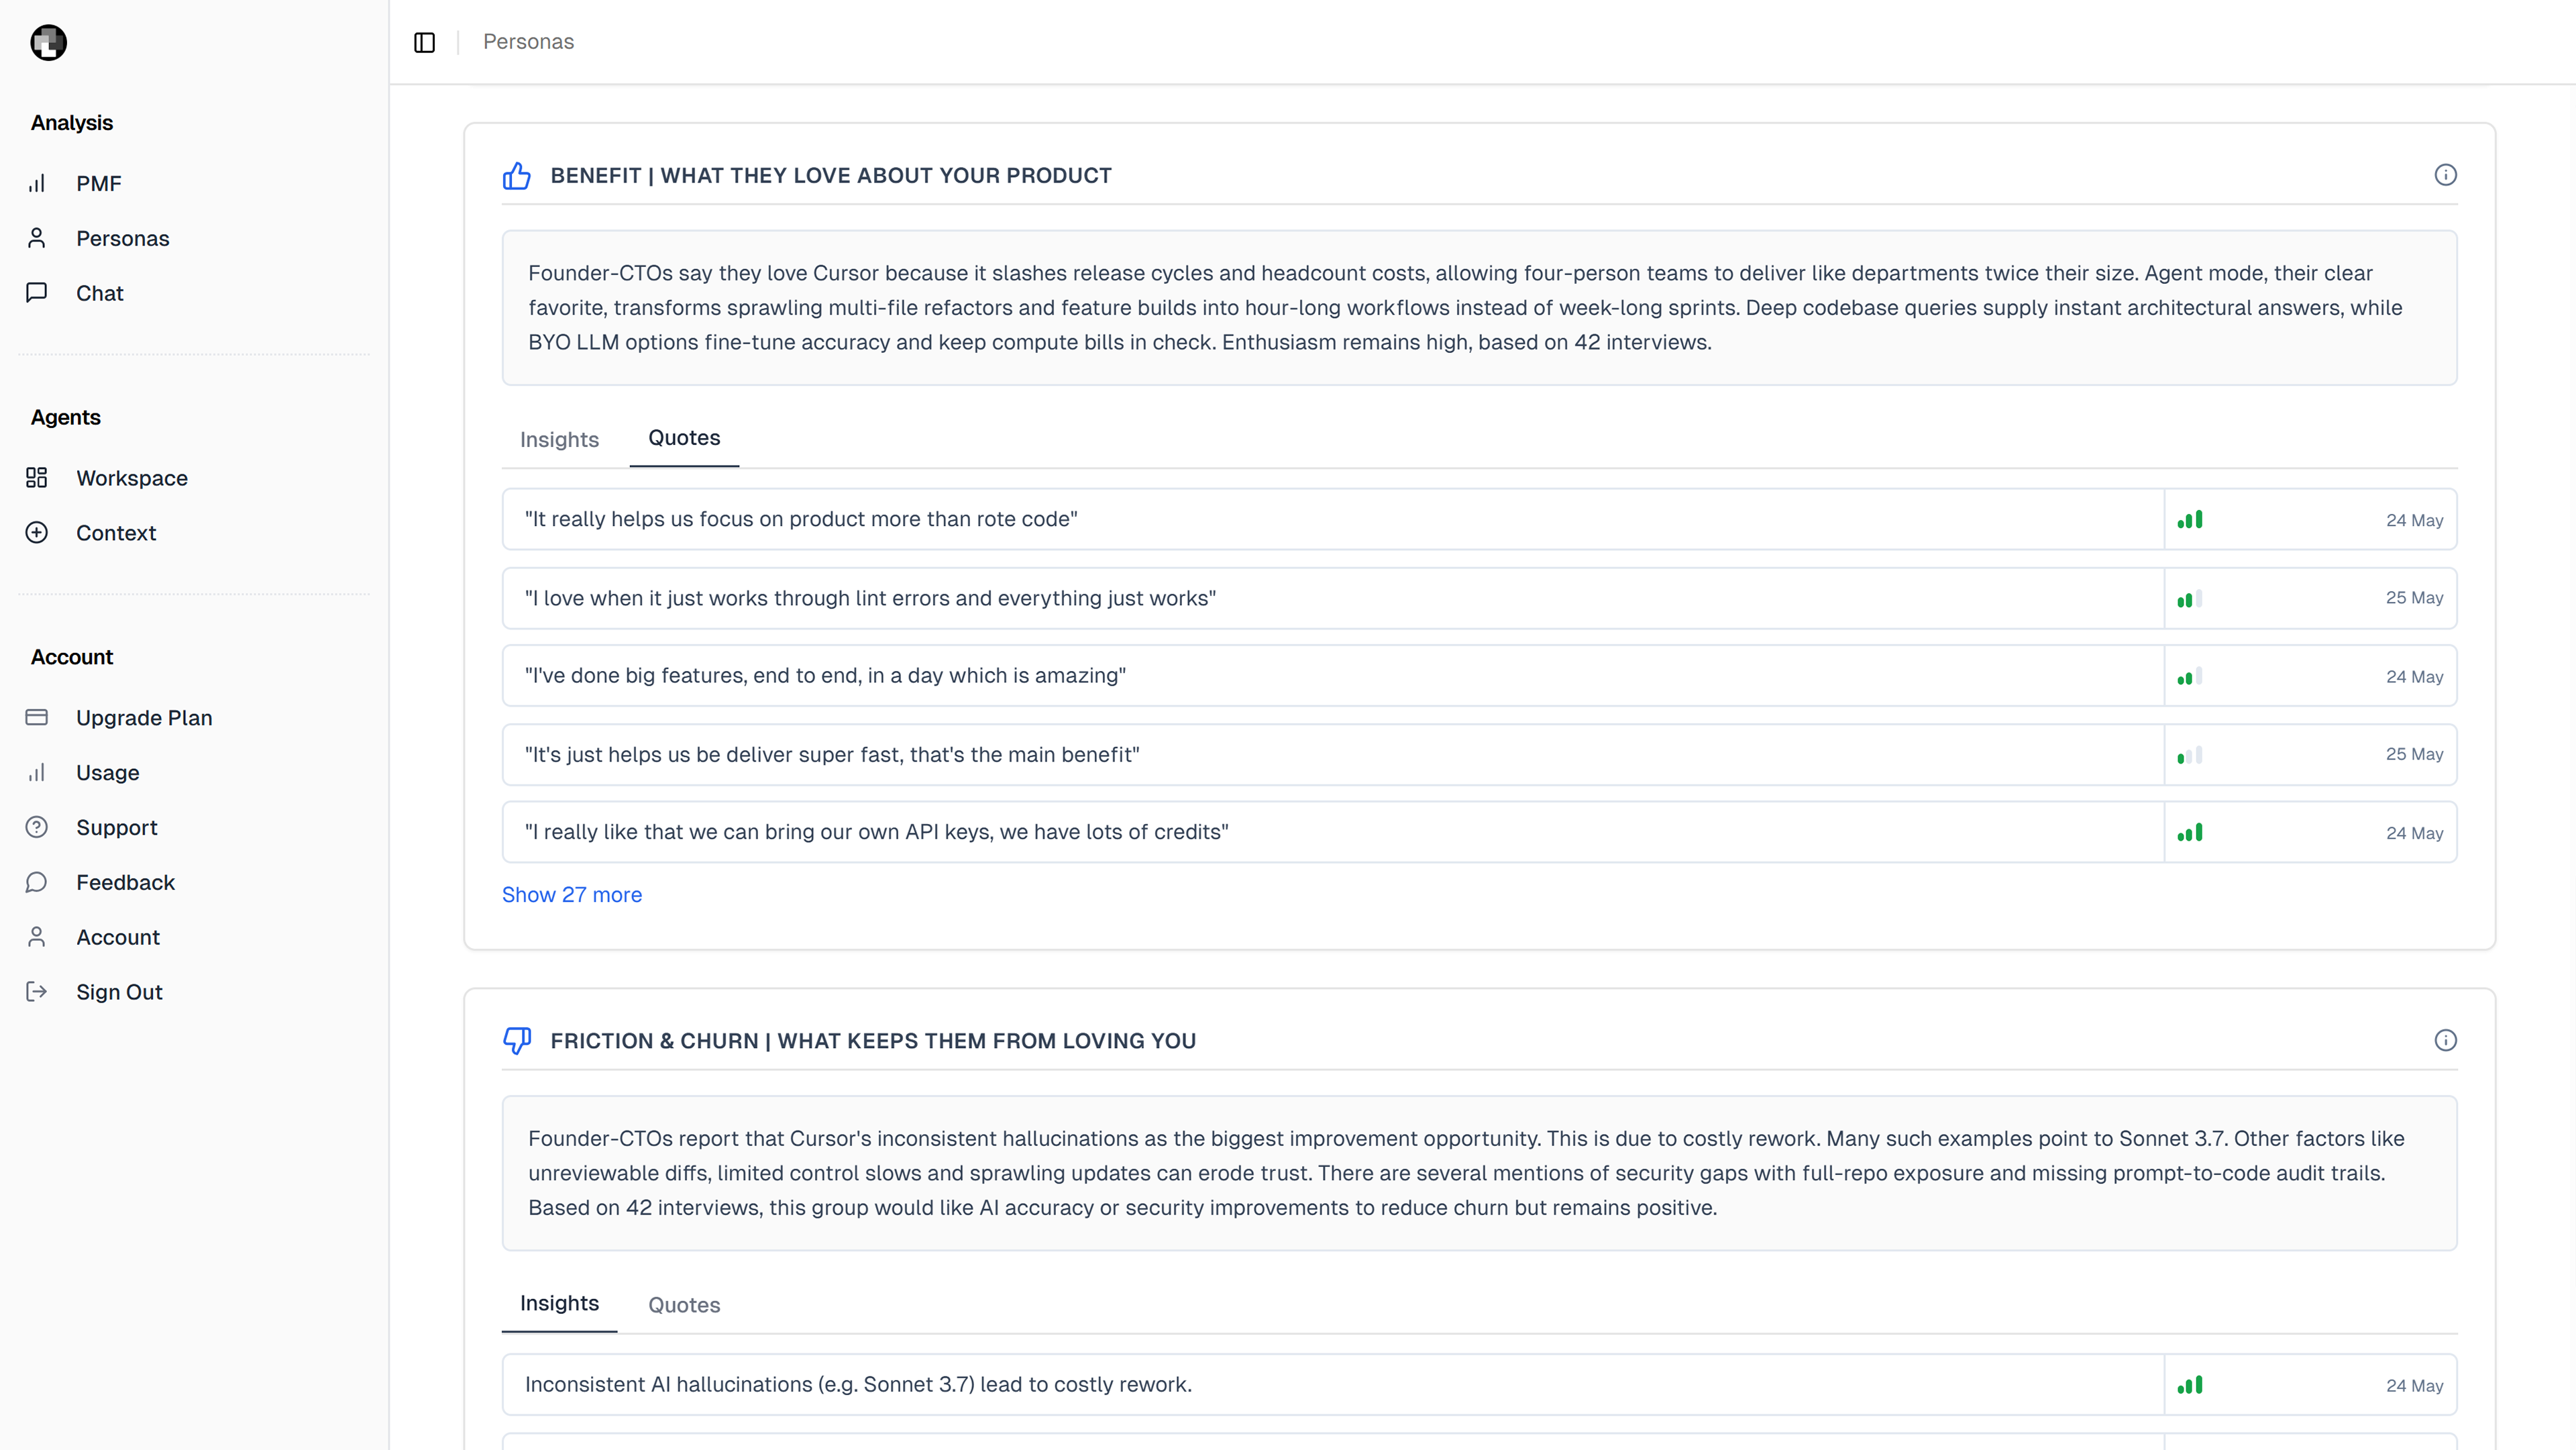 Personas
Analysis
PMF
Personas
Chat
Agents
Workspace
Context
Account
Upgrade Plan
Usage
Support
Feedback
Account
Sign Out
BENEFIT | WHAT THEY LOVE ABOUT YOUR PRODUCT
Founder-CTOs say they love Cursor because it slashes release cycles and headcount costs, allowing four-person teams to deliver like departments twice their size. Agent mode, their clear
favorite, transforms sprawling multi-file refactors and feature builds into hour-long workflows instead of week-long sprints. Deep codebase queries supply instant architectural answers, while
BYO LLM options fine-tune accuracy and keep compute bills in check. Enthusiasm remains high, based on 42 interviews.
Insights Quotes
"It really helps us focus on product more than rote code" 24 May
"I love when it just works through lint errors and everything just works" 25 May
"I've done big features, end to end, in a day which is amazing" 24 May
"It's just helps us be deliver super fast, that's the main benefit" 25 May
"I really like that we can bring our own API keys, we have lots of credits" 24 May
Show 27 more
FRICTION & CHURN | WHAT KEEPS THEM FROM LOVING YOU
Founder-CTOs report that Cursor's inconsistent hallucinations as the biggest improvement opportunity. This is due to costly rework. Many such examples point to Sonnet 3.7. Other factors like
unreviewable diffs, limited control slows and sprawling updates can erode trust. There are several mentions of security gaps with full-repo exposure and missing prompt-to-code audit trails.
Based on 42 interviews, this group would like AI accuracy or security improvements to reduce churn but remains positive.
Insights Quotes
Inconsistent AI hallucinations (e.g. Sonnet 3.7) lead to costly rework. 24 May